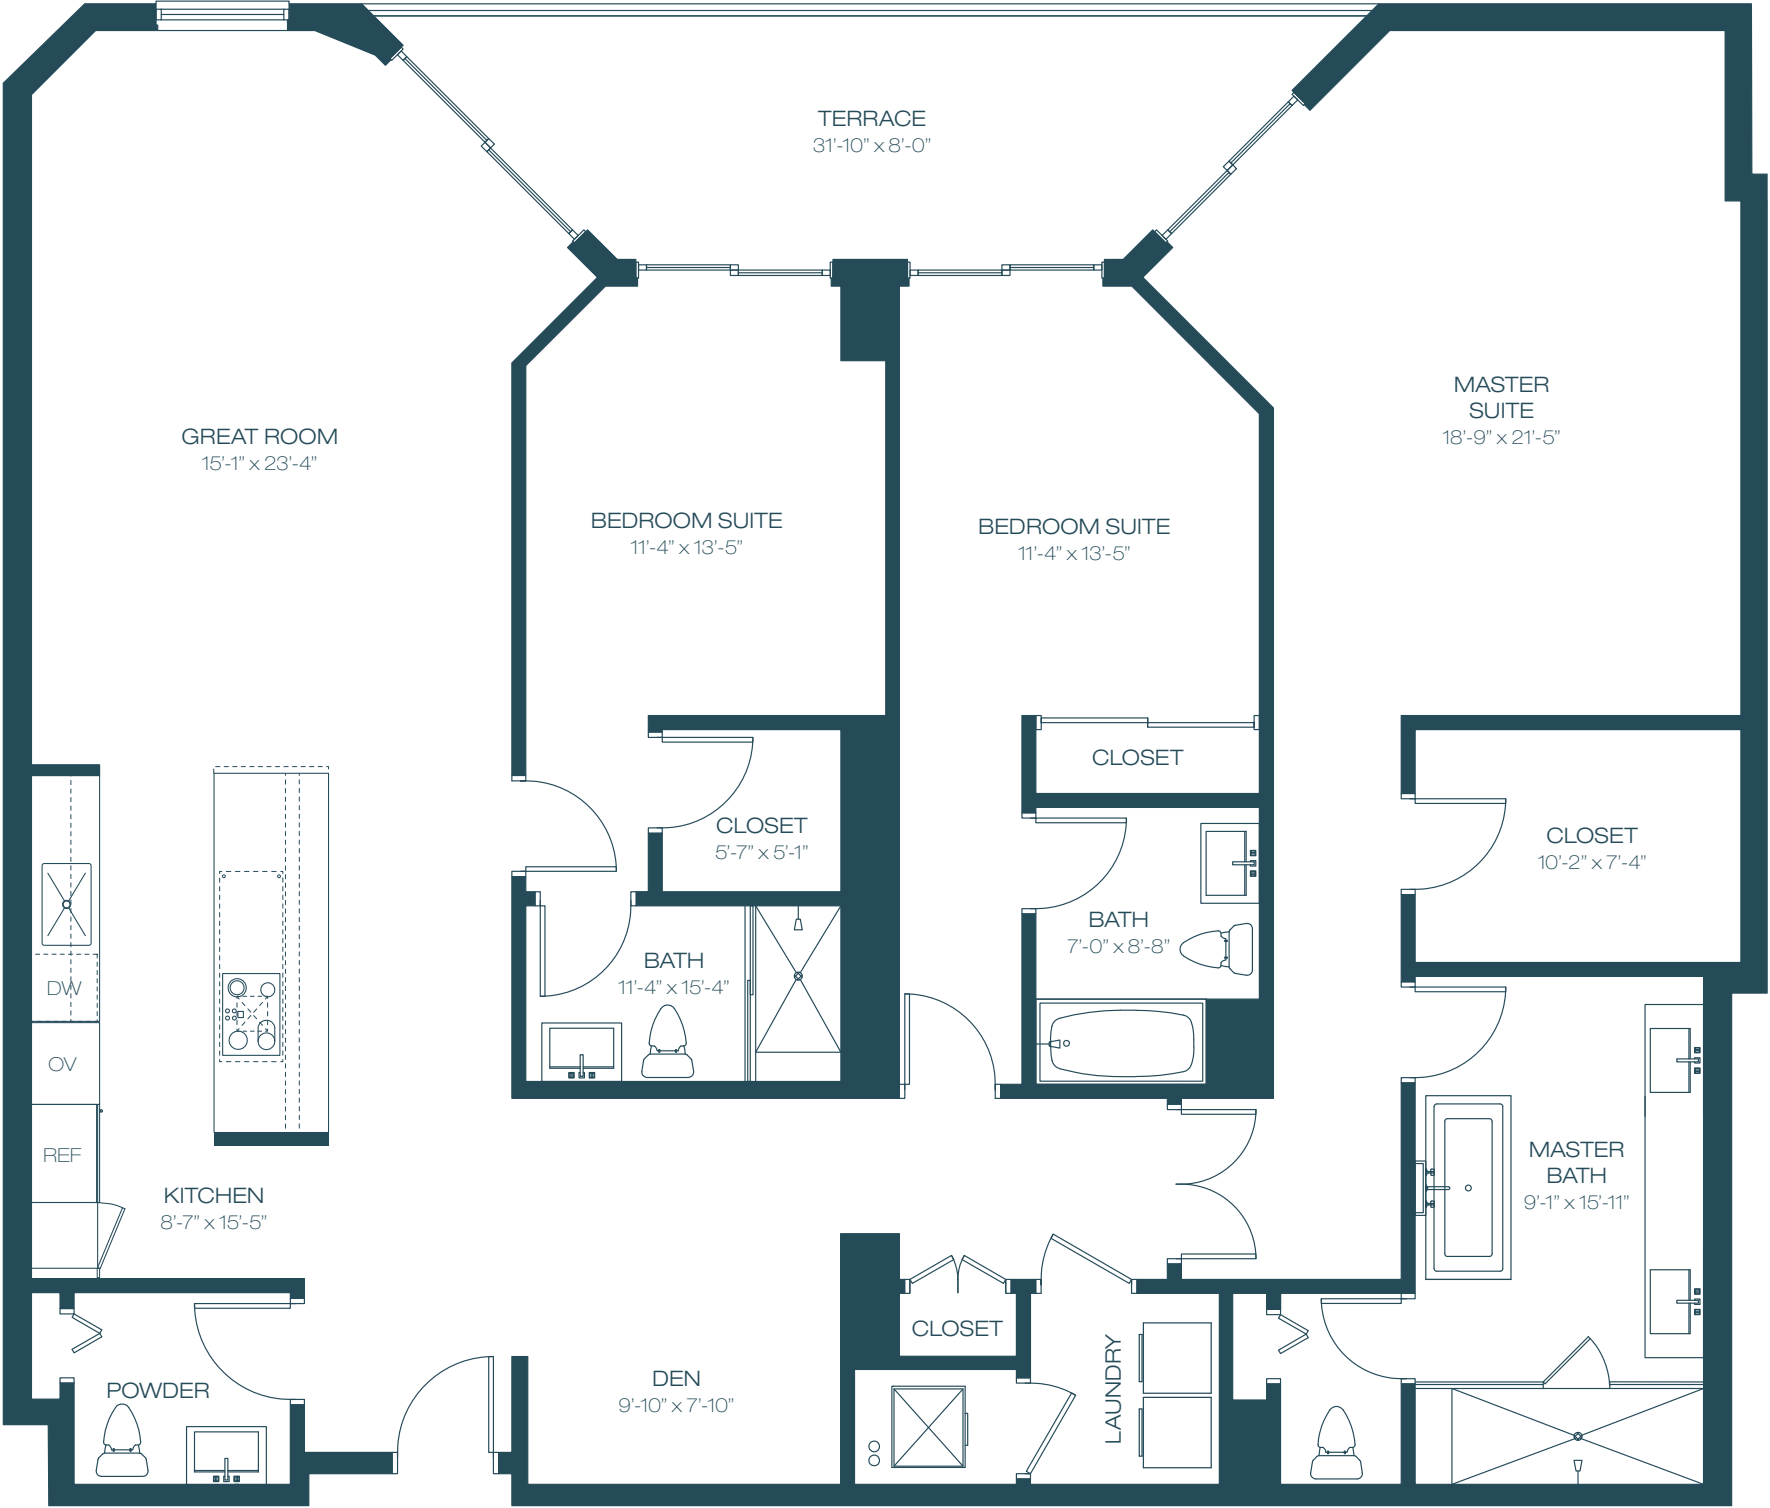 TERRACE
31'-10” x 8'-0”
GREAT ROOM
15'-1” x 23'-4”
BEDROOM SUITE
11'-4” x 13'-5”
BEDROOM SUITE
11'-4” x 13'-5”
MASTER
SUITE
18'-9” x 21'-5”
CLOSET
CLOSET
5'-7” x 5'-1”
CLOSET
10'-2” x 7'-4”
BATH
7'-0” x 8'-8”
BATH
11'-4” x 15'-4”
DW
OV
REF
KITCHEN
8'-7” x 15'-5”
MASTER
BATH
9'-1” x 15'-11”
CLOSET
LAUNDRY
POWDER
DEN
9'-10” x 7'-10”